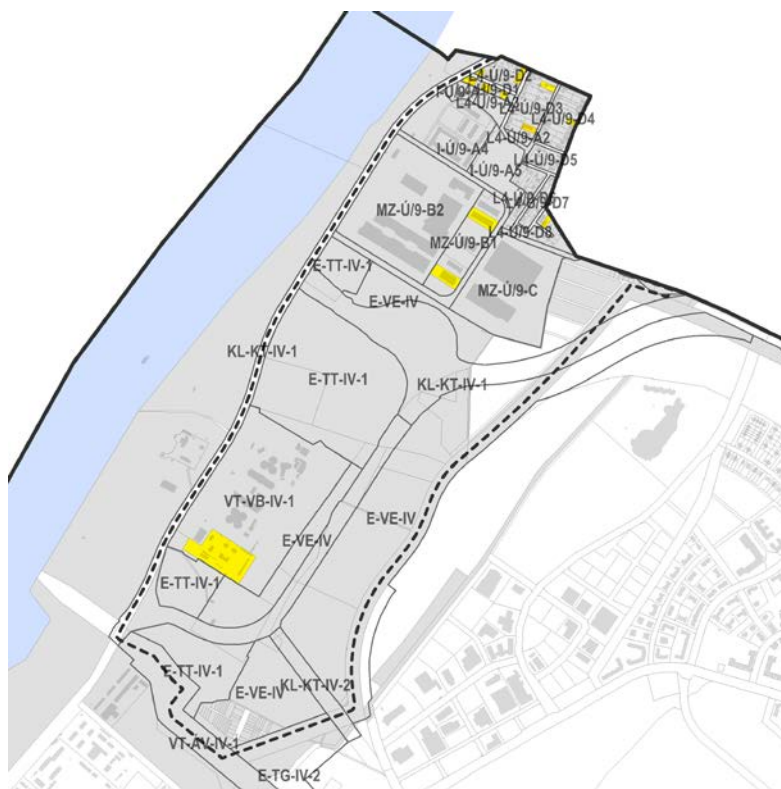 L4-Ú/9-D2
L4-Ú/9-D1
L4-Ú/9-A3
L4-Ú/9-D3
L4-Ú/9-D4
L4-Ú/9-A2
I-Ú/9-A4
L4-Ú/9-D5
I-Ú/9-A5
L4-Ú/9-D7
MZ-Ú/9-B2
L4-Ú/9-D8
MZ-Ú/9-B1
E-TT-IV-1
MZ-Ú/9-C
E-VE-IV
KL-KT-IV-1
E-TT-IV-1
KL-KT-IV-1
VT-VB-IV-1
E-VE-IV
E-VE-IV
E-TT-IV-1
E-TT-IV-1
E-VE-IV
KL-KT-IV-2
VT-ÁV-IV-1
E-TG-IV-2